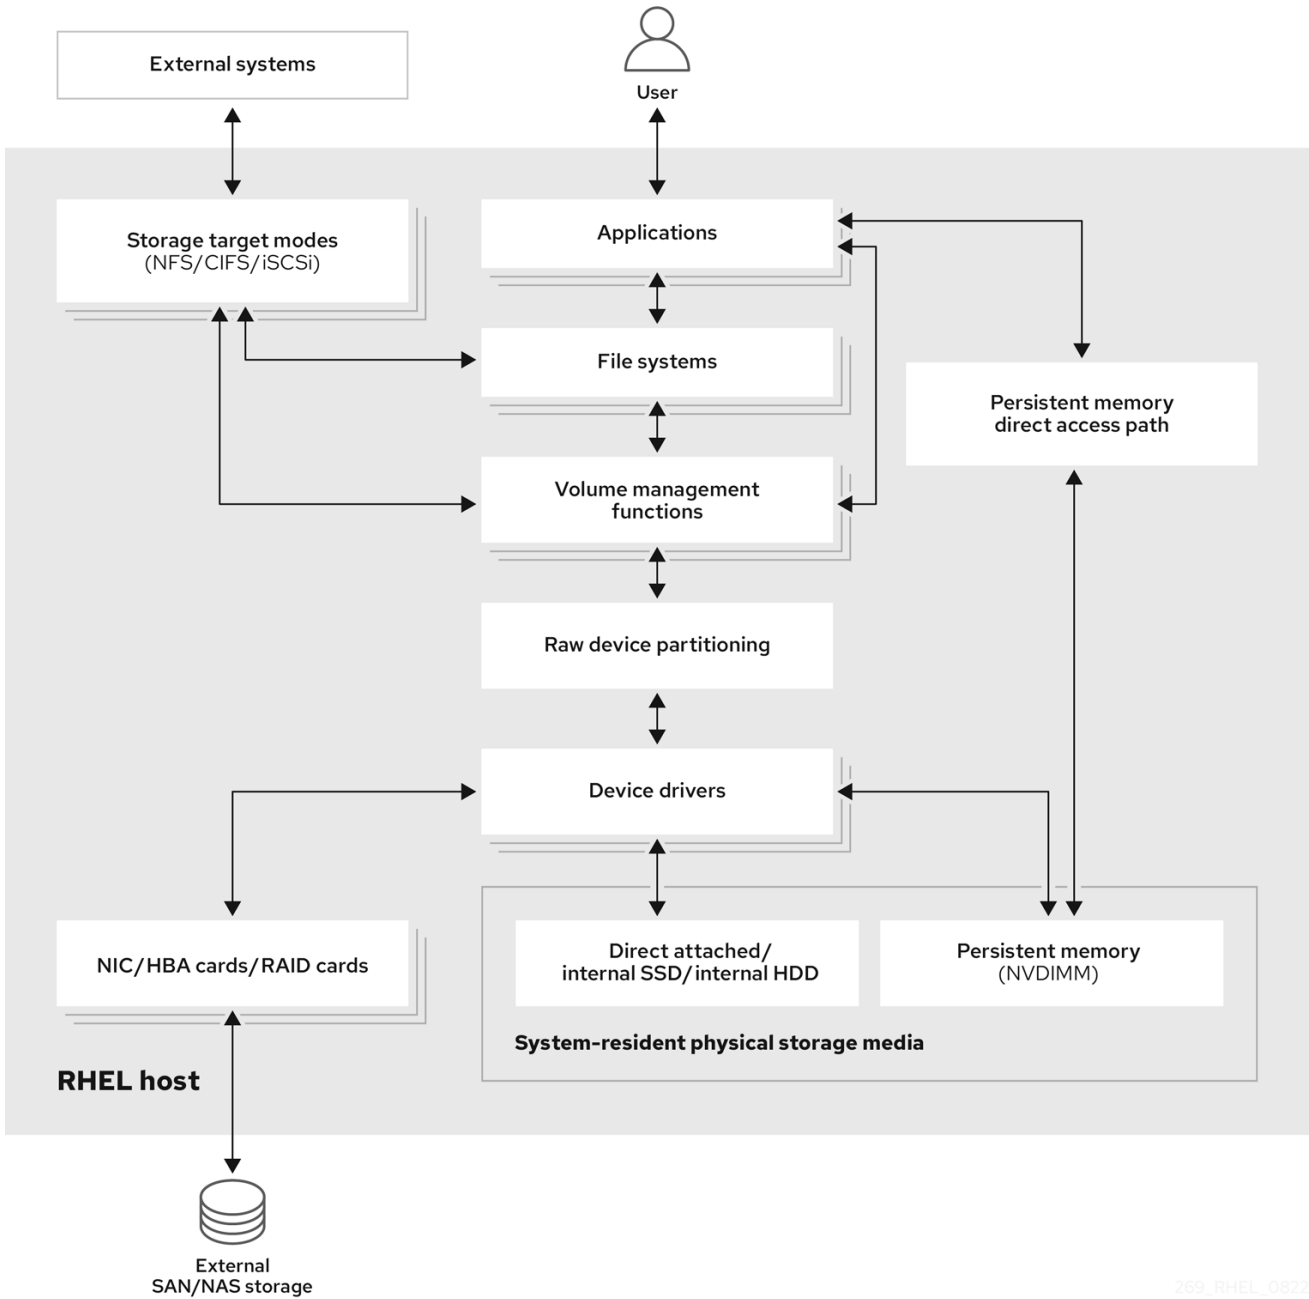 External systems
User
Storage target modes
(NFS/CIFS/iSCSi)
Applications
File systems
Persistent memory
direct access path
Volume management
functions
Raw device partitioning
Device drivers
NIC/HBA cards/RAID cards
Direct attached/
internal SSD/internal HDD
Persistent memory
(NVDIMM)
System-resident physical storage media
RHEL host
External
SAN/NAS storage
269_RHEL_0822